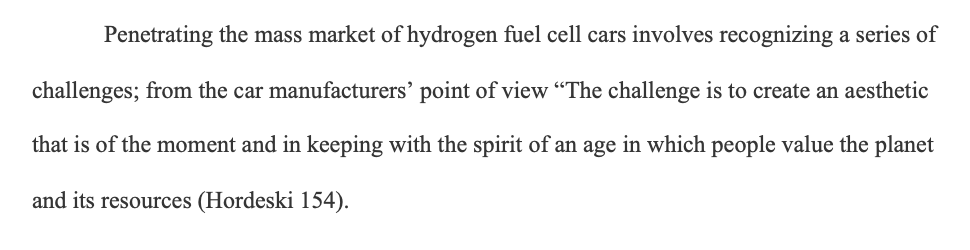 Penetrating the mass market of hydrogen fuel cell cars involves recognizing a series of
challenges; from the car manufacturers’ point of view “The challenge is to create an aesthetic
that is of the moment and in keeping with the spirit of an age in which people value the planet
and its resources (Hordeski 154).